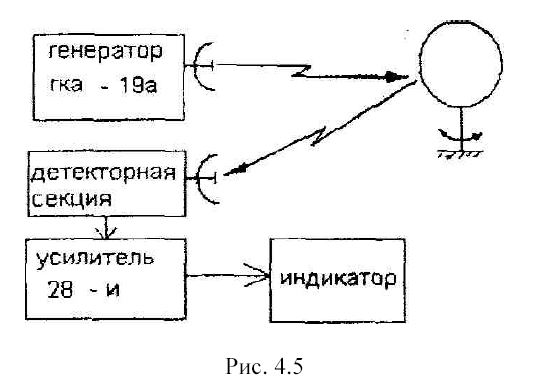 генератор
гка - 19а
детекторная
секция
усилитель
28 - и
индикатор
Рис. 4.5